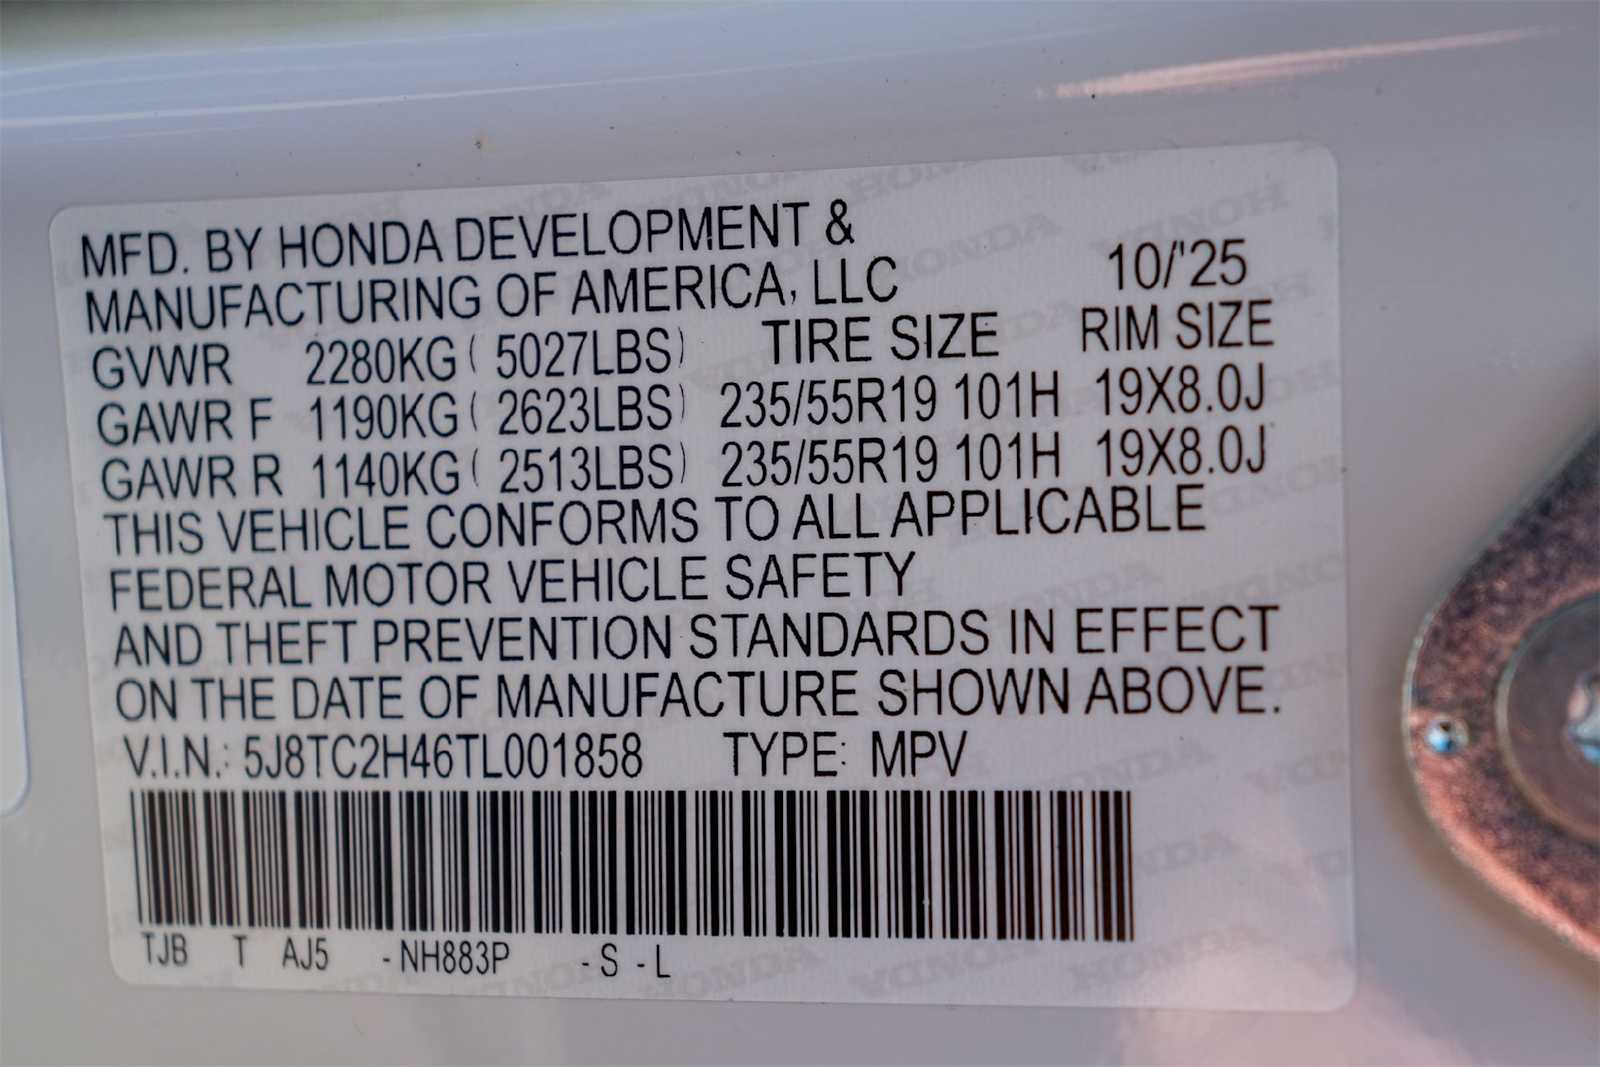 MFD. BY HONDA DEVELOPMENT &
MANUFACTURING OF AMERICA, LLC 10/'25
GVWR 2280KG ( 5027LBS) TIRE SIZE RIM SIZE
GAWR F 1190KG ( 2623LBS) 235/55R19 101H 19X8.0J
GAWR R 1140KG ( 2513LBS) 235/55R19 101H 19X8.0J
THIS VEHICLE CONFORMS TO ALL APPLICABLE
FEDERAL MOTOR VEHICLE SAFETY
AND THEFT PREVENTION STANDARDS IN EFFECT
ON THE DATE OF MANUFACTURE SHOWN ABOVE.
V.I.N.: 5J8TC2H46TL001858 TYPE: MPV
TJB T AJ5 -NH883P -S -L